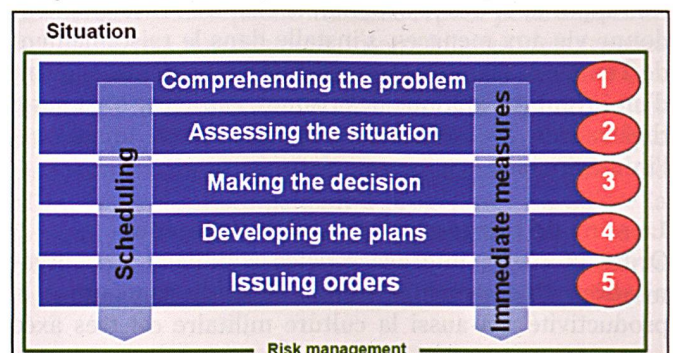 Situation
Comprehending the problem
1
Assessing the situation
2
Making the decision
3
Developing the plans
4
Issuing orders
5
Scheduling
Immediate measures
Risk management